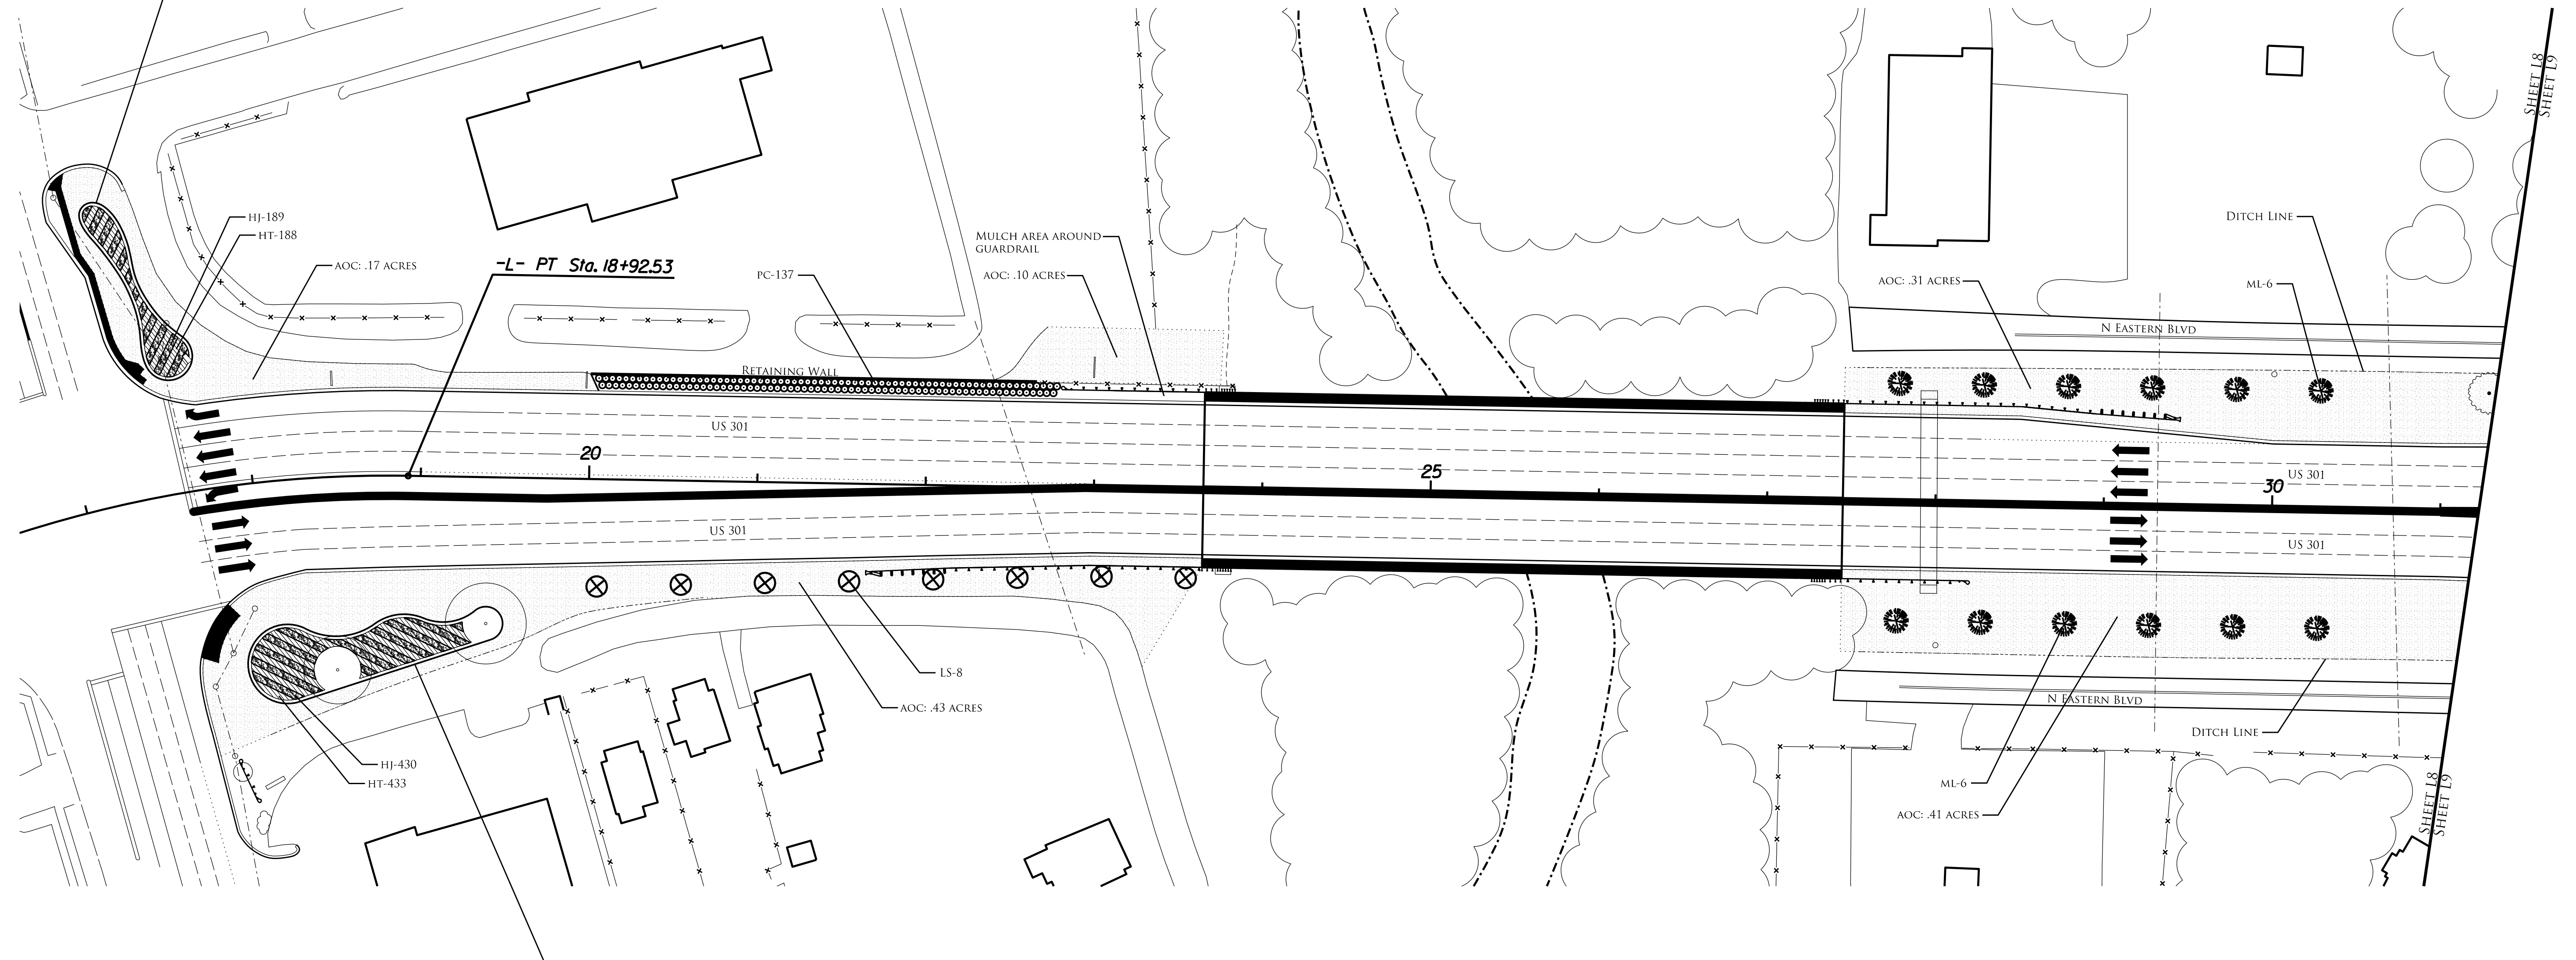 SHEET L8
SHEET L9
HJ-189
HT-188
AOC: .17 ACRES
-L- PT Sta. 18+92.53
PC-137
MULCH AREA AROUND
GUARDRAIL
AOC: .10 ACRES
DITCH LINE
AOC: .31 ACRES
ML-6
N EASTERN BLVD
RETAINING WALL
US 301
20
25
US 301
30
US 301
US 301
LS-8
AOC: .43 ACRES
N EASTERN BLVD
DITCH LINE
HJ-430
HT-433
ML-6
AOC: .41 ACRES
SHEET L8
SHEET L9